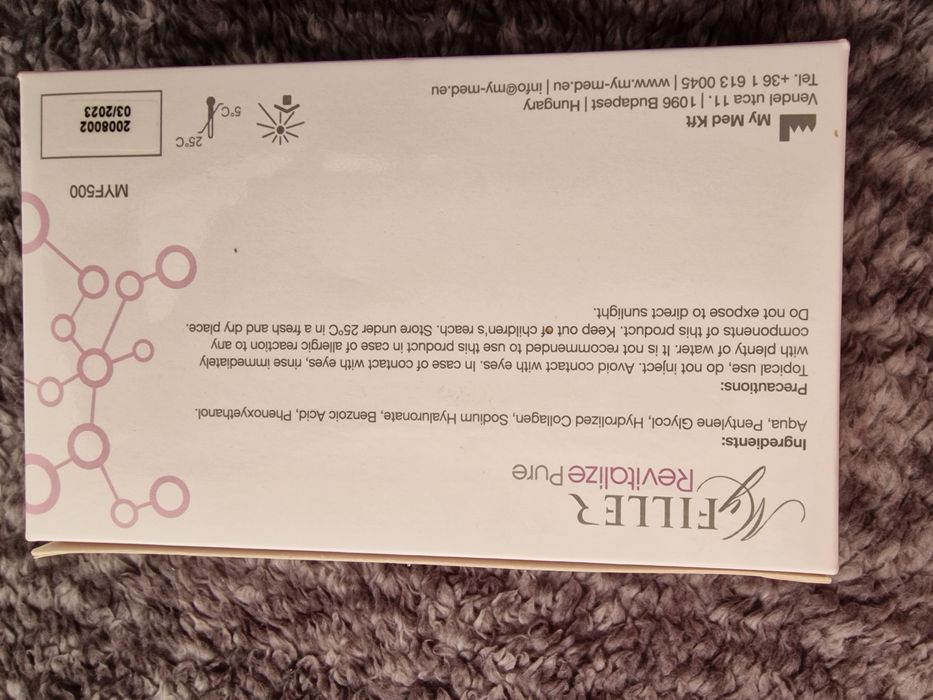 My FILLER
Revitalize Pure
Ingredients:
Aqua, Pentylene Glycol, Hydrolized Collagen, Sodium Hyaluronate, Benzoic Acid, Phenoxyethanol.
Precautions:
Topical use, do not inject. Avoid contact with eyes. In case of contact with eyes, rinse immediately
with plenty of water. It is not recommended to use this product in case of allergic reaction to any
components of this product. Keep out of children's reach. Store under 25°C in a fresh and dry place.
Do not expose to direct sunlight.
MYF500
My Med Kft
Vendel utca 11. | 1096 Budapest | Hungary
Tel. +36 1 613 0045 | www.my-med.eu | info@my-med.eu
25°C
5°C
2008002
03/2023